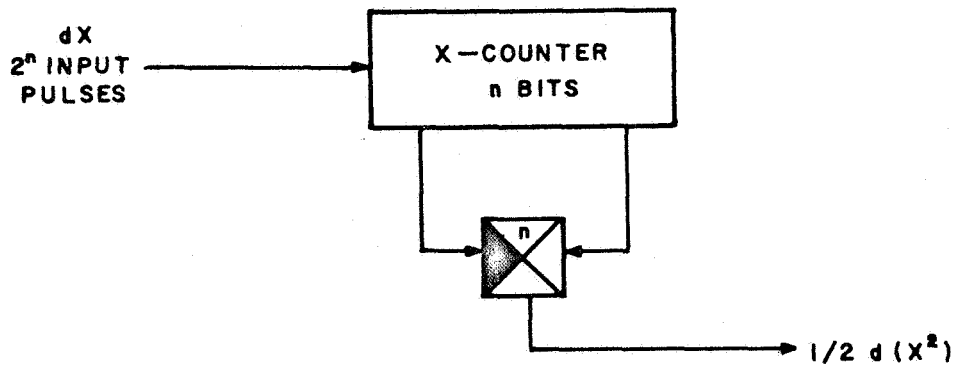 dX
2ⁿ INPUT
PULSES
X-COUNTER
n BITS
n
1/2 d(X²)